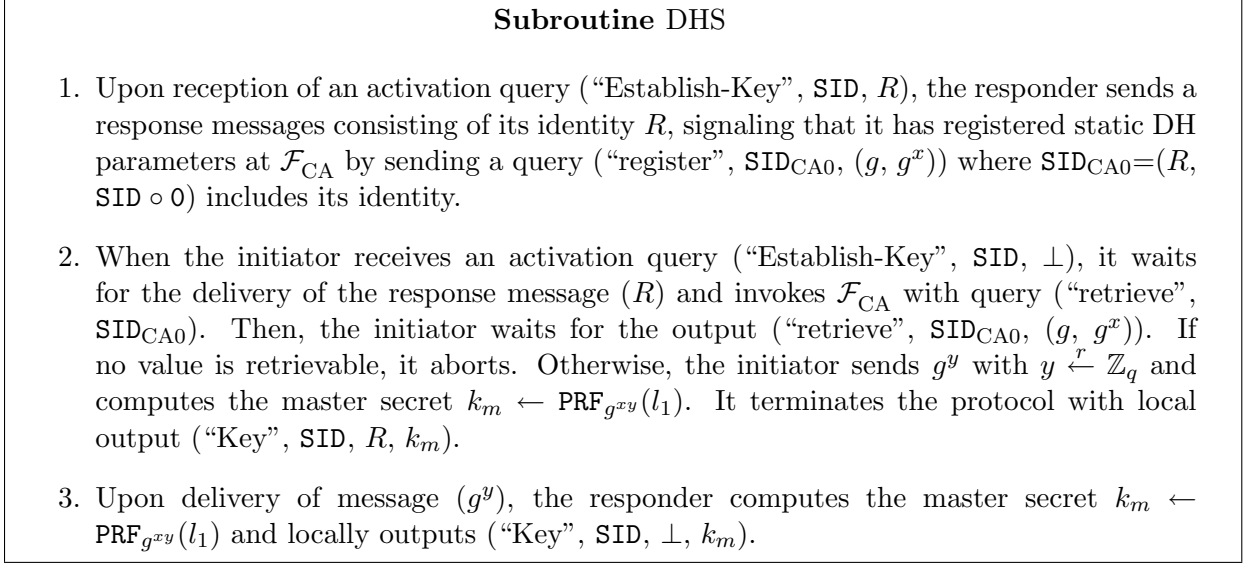 Subroutine DHS
1. Upon reception of an activation query (“Establish-Key”, SID, R), the responder sends a
response messages consisting of its identity R, signaling that it has registered static DH
parameters at ℱ_CA by sending a query (“register”, SID_CA0, (g, g^x)) where SID_CA0=(R,
SID ∘ 0) includes its identity.
2. When the initiator receives an activation query (“Establish-Key”, SID, ⊥), it waits
for the delivery of the response message (R) and invokes ℱ_CA with query (“retrieve”,
SID_CA0). Then, the initiator waits for the output (“retrieve”, SID_CA0, (g, g^x)). If
no value is retrievable, it aborts. Otherwise, the initiator sends g^y with y ←^r ℤ_q and
computes the master secret k_m ← PRF_{g^{xy}}(l_1). It terminates the protocol with local
output (“Key”, SID, R, k_m).
3. Upon delivery of message (g^y), the responder computes the master secret k_m ←
PRF_{g^{xy}}(l_1) and locally outputs (“Key”, SID, ⊥, k_m).